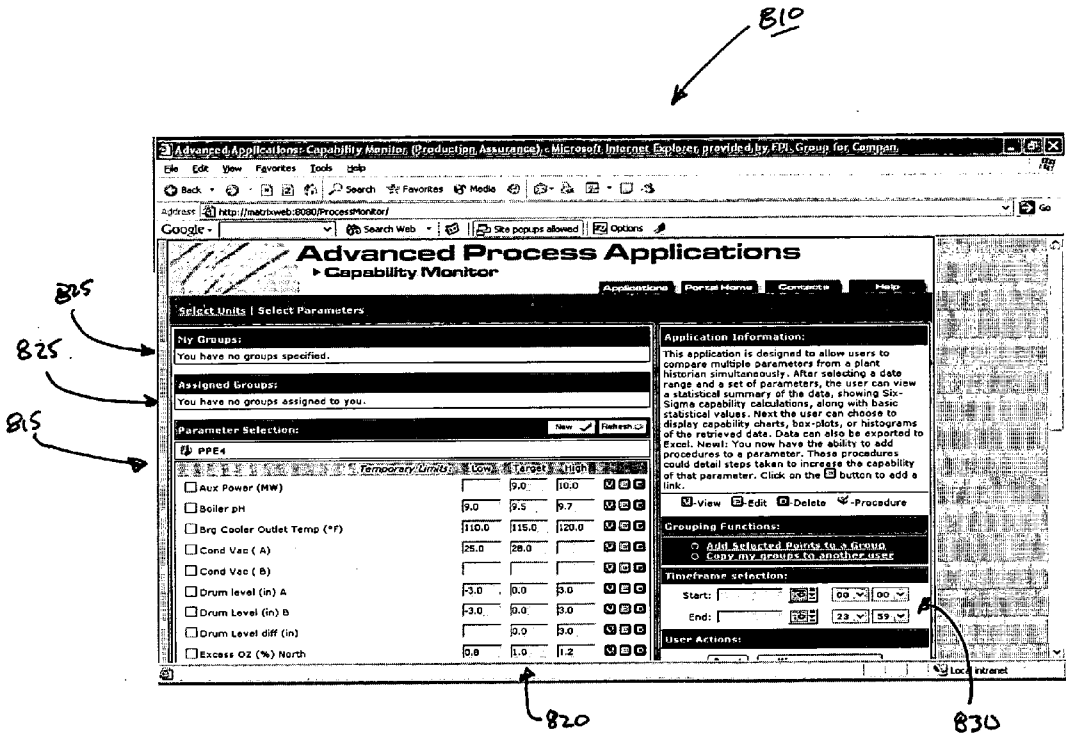 810
Advanced Applications: Capability Monitor (Production Assurance) - Microsoft Internet Explorer provided by FPL Group for Compan
File Edit View Favorites Tools Help
Back Search Favorites Media
Address http://matrixweb:8080/ProcessMonitor/ Go
Google - Search Web Site popups allowed Options
Advanced Process Applications
Capability Monitor
Applications Portal Home Contacts Help
825
Select Units | Select Parameters
My Groups:
You have no groups specified.
825
Assigned Groups:
You have no groups assigned to you.
815
Parameter Selection: New Refresh
PPE4
Temporary Limits: Low Target High
Aux Power (MW) 9.0 10.0
Boiler pH 9.0 9.5 9.7
Brg Cooler Outlet Temp (°F) 110.0 115.0 120.0
Cond Vac ( A) 25.0 28.0
Cond Vac ( B)
Drum level (in) A -3.0 0.0 3.0
Drum Level (in) B -3.0 0.0 3.0
Drum Level diff (in) 0.0 3.0
Excess O2 (%) North 0.8 1.0 1.2
Application Information:
This application is designed to allow users to
compare multiple parameters from a plant
historian simultaneously. After selecting a date
range and a set of parameters, the user can view
a statistical summary of the data, showing Six-
Sigma capability calculations, along with basic
statistical values. Next the user can choose to
display capability charts, box-plots, or histograms
of the retrieved data. Data can also be exported to
Excel. New!: You now have the ability to add
procedures to a parameter. These procedures
could detail steps taken to increase the capability
of that parameter. Click on the button to add a
link.
-View -Edit -Delete -Procedure
Grouping Functions:
Add Selected Points to a Group
Copy my groups to another user
Timeframe selection:
Start: 00 00
End: 23 59
User Actions:
Local intranet
820
830